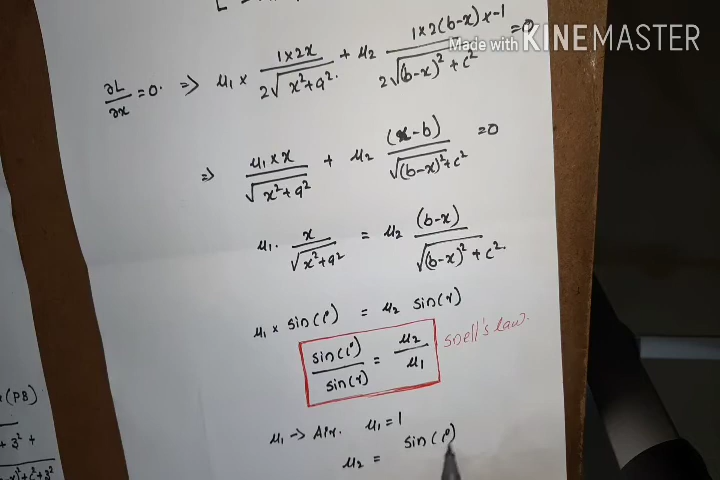 Made with KINEMASTER
∂L/∂x = 0. ⇒ μ₁ × 1×2x / 2√(x²+a²) + μ₂ 1×2(b-x)×-1 / 2√((b-x)²+c²) = 0
⇒ μ₁×x / √(x²+a²) + μ₂ (x-b) / √((b-x)²+c²) = 0
μ₁. x / √(x²+a²) = μ₂ (b-x) / √((b-x)²+c²).
μ₁ × sin(i) = μ₂ sin(r)
sin(i) / sin(r) = μ₂ / μ₁ snell's law.
μ₁ → Air. μ₁ = 1
μ₂ = sin(i)
x(PB)